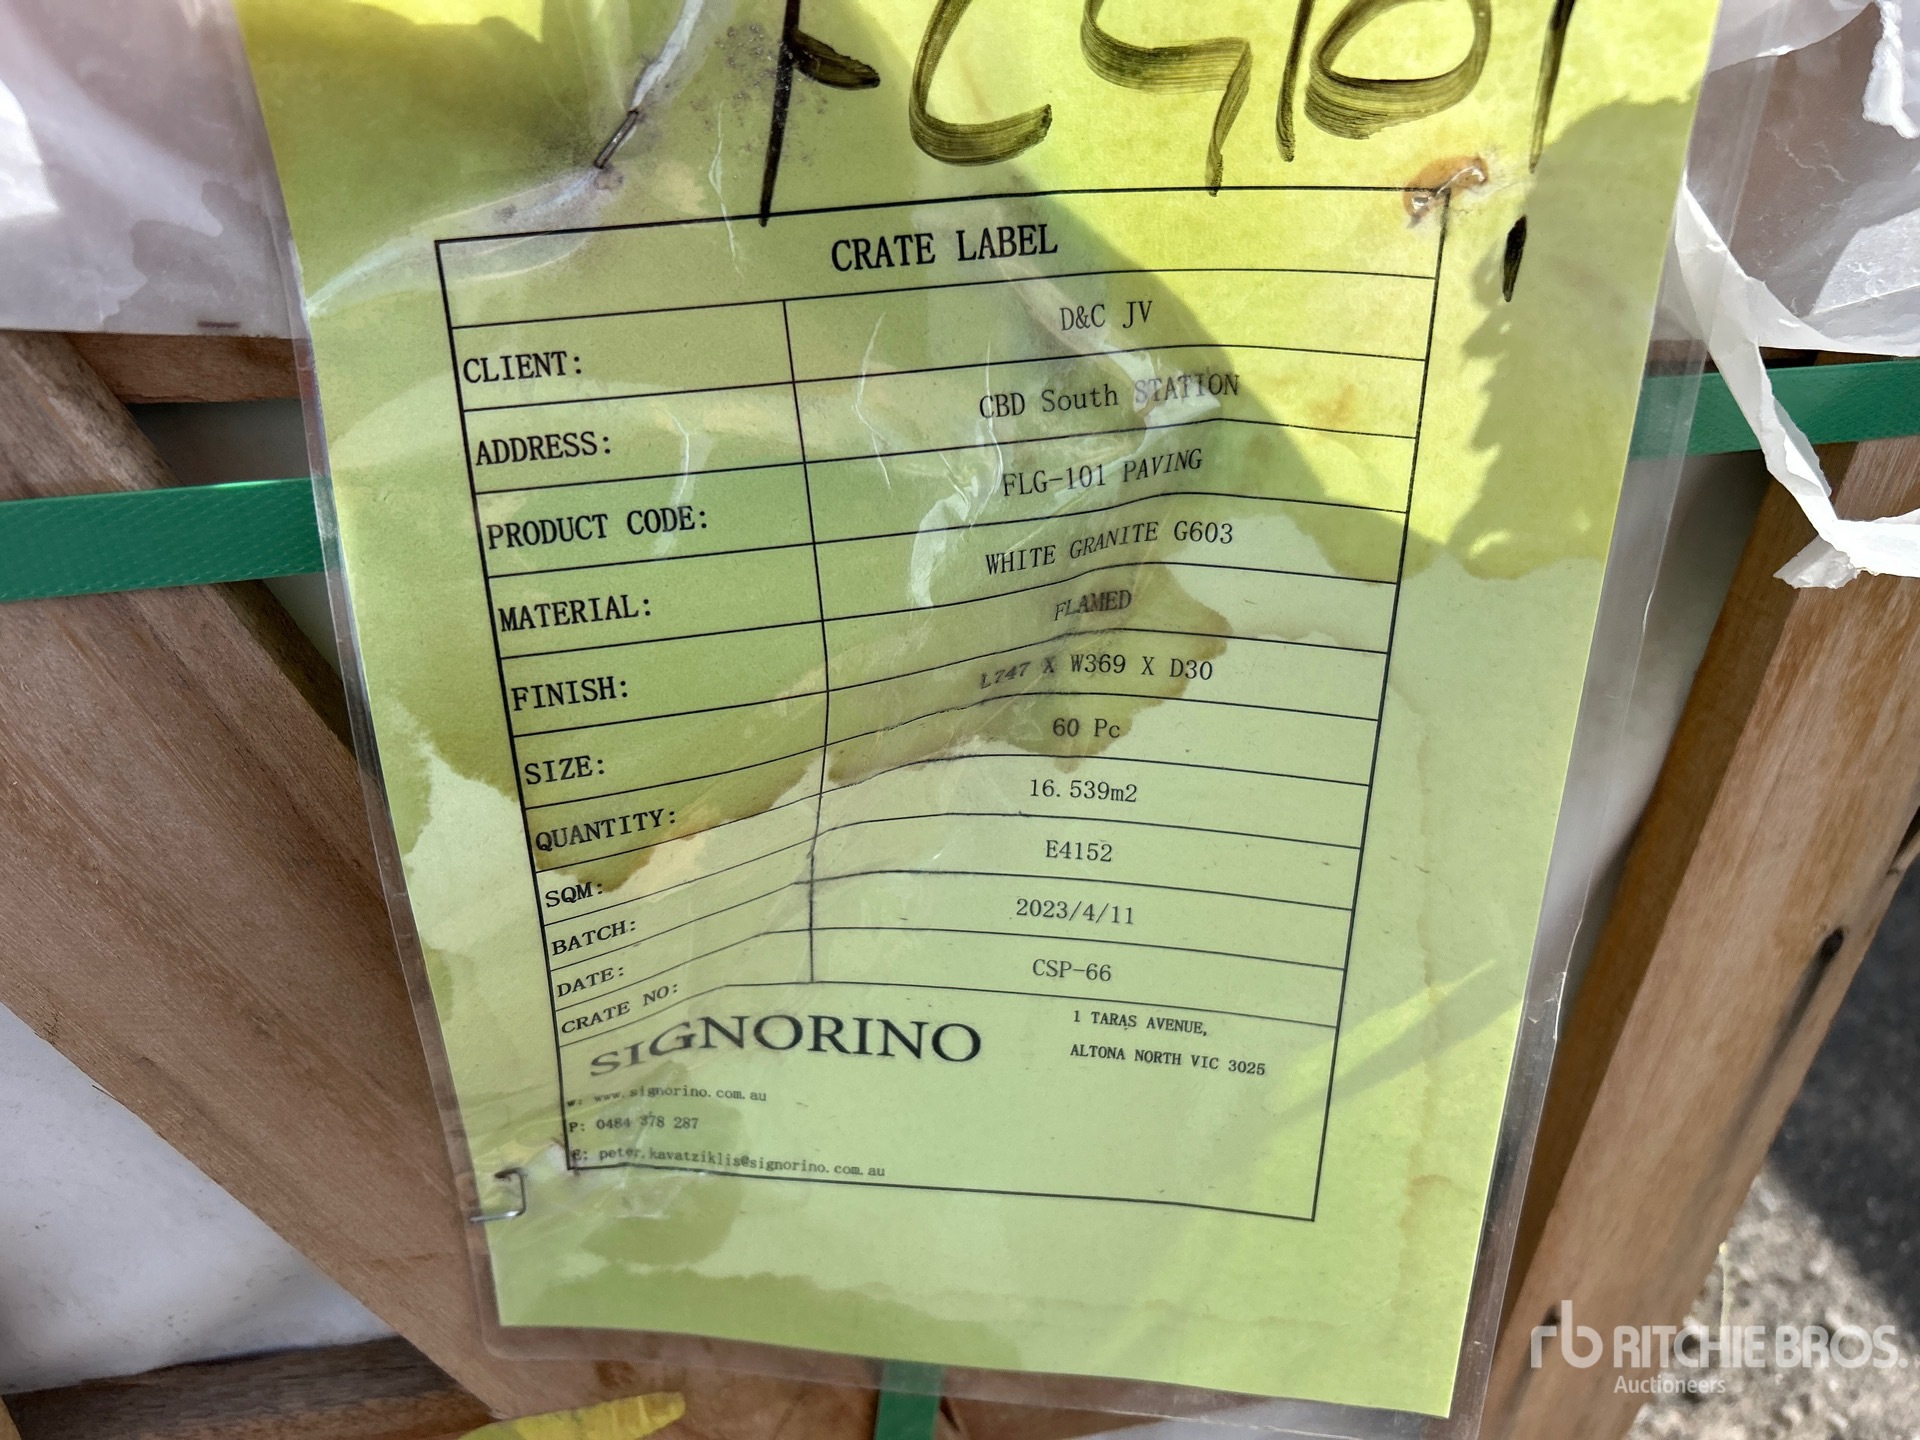 CRATE LABEL
CLIENT: D&C JV
ADDRESS: CBD South STATION
PRODUCT CODE: FLG-101 PAVING
MATERIAL: WHITE GRANITE G603
FINISH: FLAMED
SIZE: L747 X W369 X D30
QUANTITY: 60 Pc
SQM: 16.539m2
BATCH: E4152
DATE: 2023/4/11
CRATE NO: CSP-66
SIGNORINO
1 TARAS AVENUE,
ALTONA NORTH VIC 3025
w: www.signorino.com.au
P: 0484 378 287
E: peter.kavatziklis@signorino.com.au
rb RITCHIE BROS.
Auctioneers